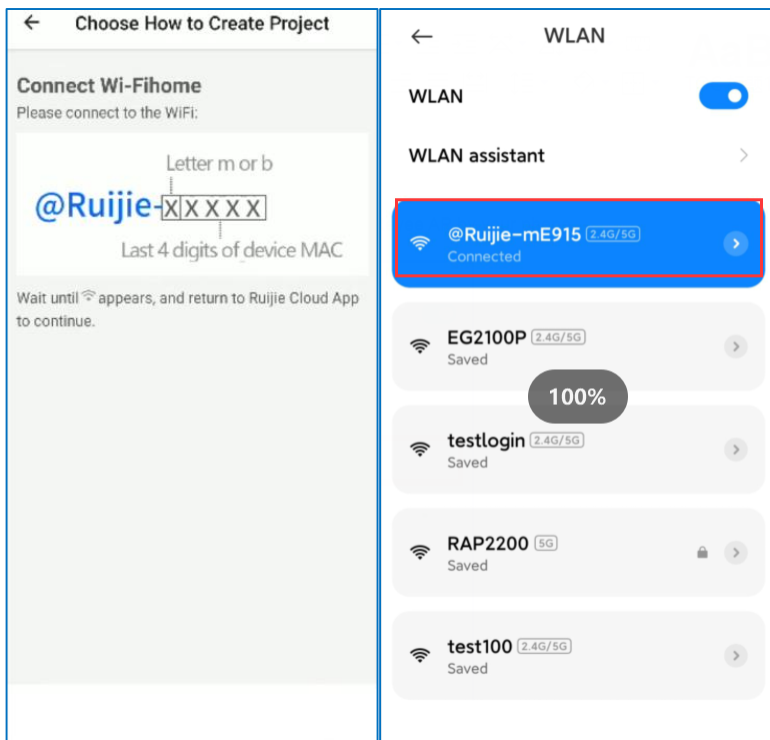 Choose How to Create Project
Connect Wi-Fihome
Please connect to the WiFi:
Letter m or b
@Ruijie-XXXXX
Last 4 digits of device MAC
Wait until appears, and return to Ruijie Cloud App
to continue.
WLAN
WLAN
WLAN assistant
@Ruijie-mE915 2.4G/5G
Connected
EG2100P 2.4G/5G
Saved
100%
testlogin 2.4G/5G
Saved
RAP2200 5G
Saved
test100 2.4G/5G
Saved